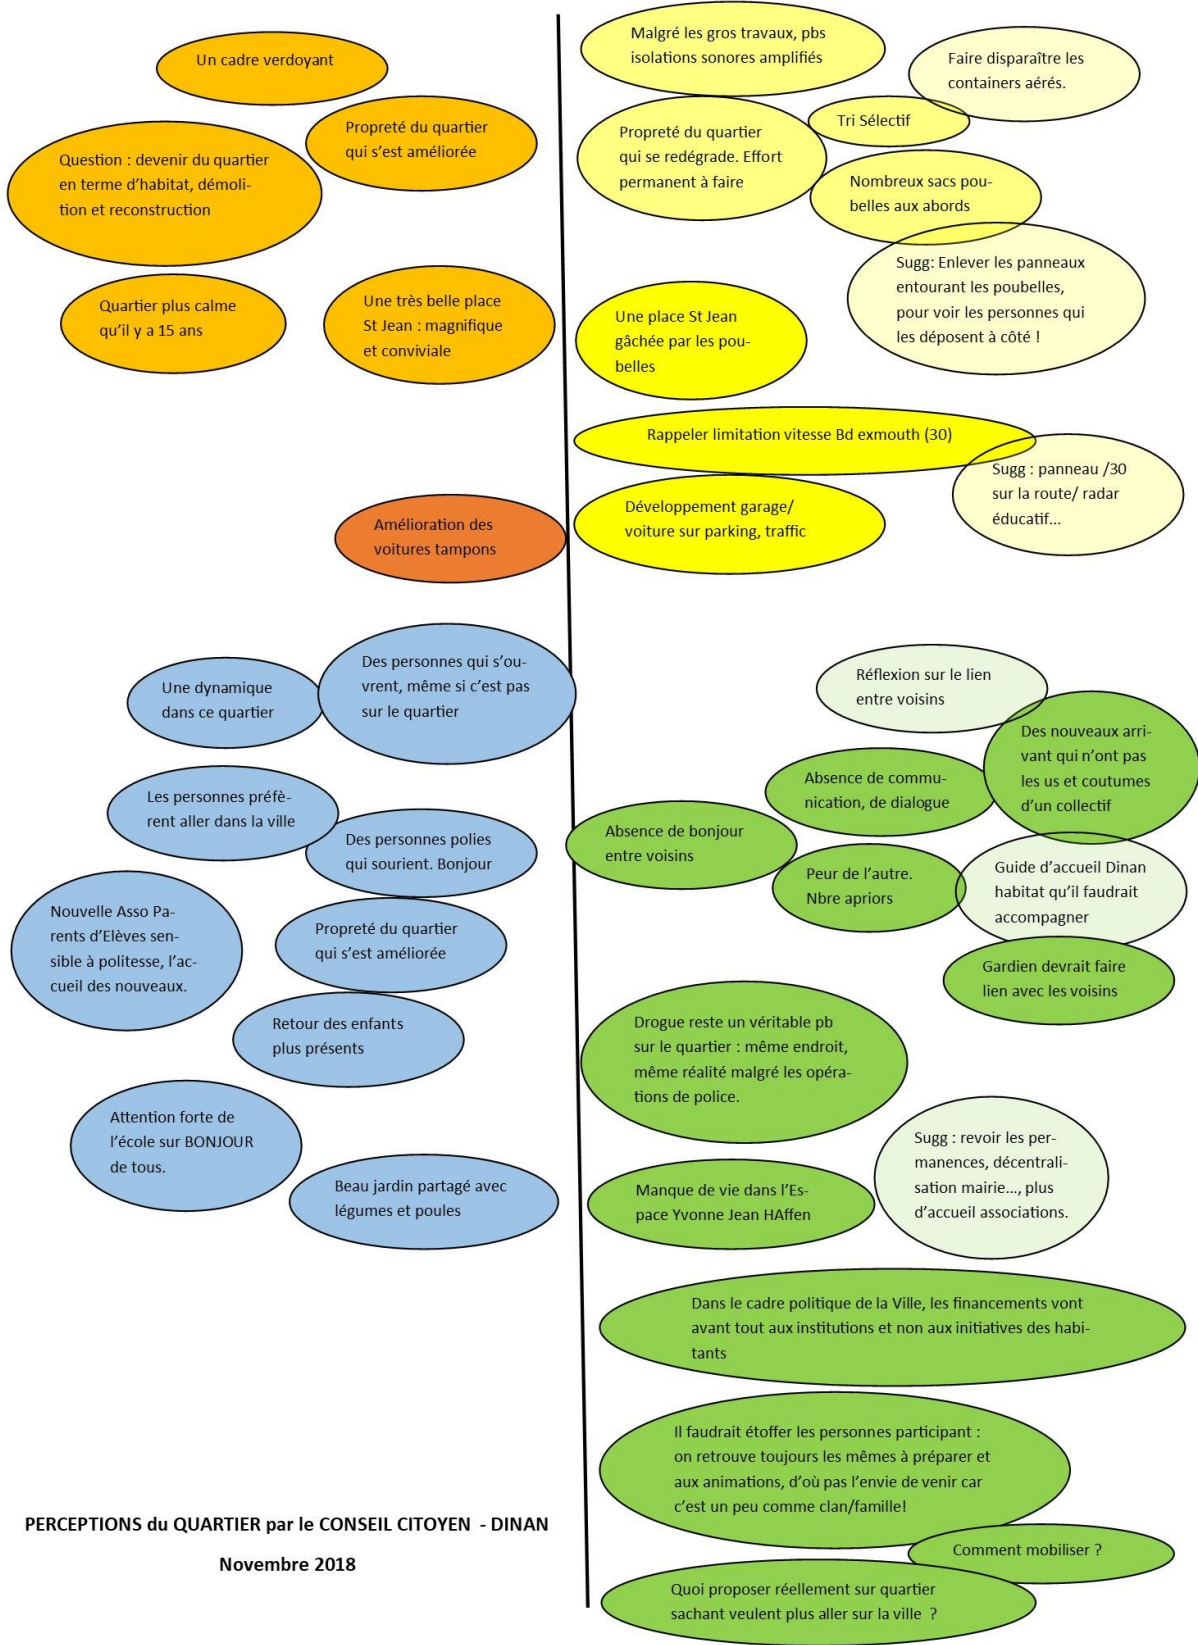 Un cadre verdoyant
Propreté du quartier
qui s'est améliorée
Question : devenir du quartier
en terme d'habitat, démoli-
tion et reconstruction
Quartier plus calme
qu'il y a 15 ans
Une très belle place
St Jean : magnifique
et conviviale
Amélioration des
voitures tampons
Une dynamique
dans ce quartier
Des personnes qui s'ou-
vrent, même si c'est pas
sur le quartier
Les personnes préfè-
rent aller dans la ville
Des personnes polies
qui sourient. Bonjour
Nouvelle Asso Pa-
rents d'Elèves sen-
sible à politesse, l'ac-
cueil des nouveaux.
Propreté du quartier
qui s'est améliorée
Retour des enfants
plus présents
Attention forte de
l'école sur BONJOUR
de tous.
Beau jardin partagé avec
légumes et poules
PERCEPTIONS du QUARTIER par le CONSEIL CITOYEN - DINAN
Novembre 2018
Malgré les gros travaux, pbs
isolations sonores amplifiés
Faire disparaître les
containers aérés.
Tri Sélectif
Propreté du quartier
qui se redégrade. Effort
permanent à faire
Nombreux sacs pou-
belles aux abords
Sugg: Enlever les panneaux
entourant les poubelles,
pour voir les personnes qui
les déposent à côté !
Une place St Jean
gâchée par les pou-
belles
Rappeler limitation vitesse Bd exmouth (30)
Sugg : panneau /30
sur la route/ radar
éducatif...
Développement garage/
voiture sur parking, traffic
Réflexion sur le lien
entre voisins
Des nouveaux arri-
vant qui n'ont pas
les us et coutumes
d'un collectif
Absence de commu-
nication, de dialogue
Absence de bonjour
entre voisins
Peur de l'autre.
Nbre apriors
Guide d'accueil Dinan
habitat qu'il faudrait
accompagner
Gardien devrait faire
lien avec les voisins
Drogue reste un véritable pb
sur le quartier : même endroit,
même réalité malgré les opéra-
tions de police.
Sugg : revoir les per-
manences, décentrali-
sation mairie..., plus
d'accueil associations.
Manque de vie dans l'Es-
pace Yvonne Jean HAffen
Dans le cadre politique de la Ville, les financements vont
avant tout aux institutions et non aux initiatives des habi-
tants
Il faudrait étoffer les personnes participant :
on retrouve toujours les mêmes à préparer et
aux animations, d'où pas l'envie de venir car
c'est un peu comme clan/famille!
Comment mobiliser ?
Quoi proposer réellement sur quartier
sachant veulent plus aller sur la ville ?